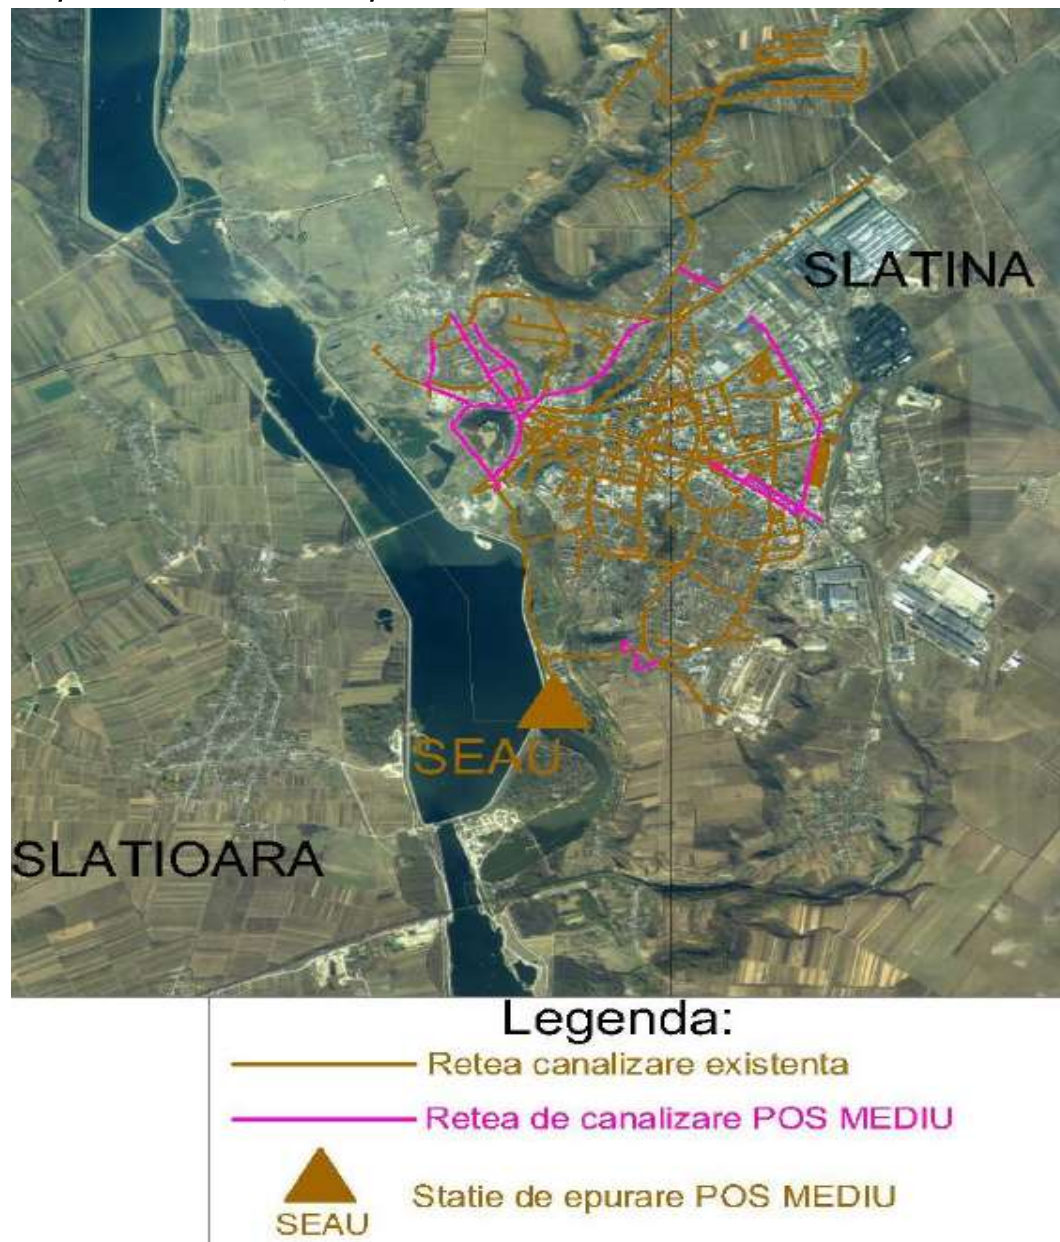 SLATINA
SEAU
SLATIOARA
Legenda:
Retea canalizare existenta
Retea de canalizare POS MEDIU
Statie de epurare POS MEDIU
SEAU